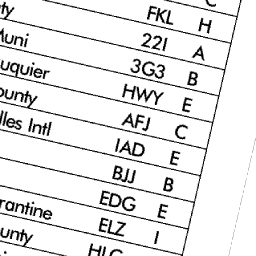 C
FKL H
ty 22I A
Muni 3G3 B
uquier HWY E
ounty AFJ C
lles Intl IAD E
BJJ B
EDG E
rantine ELZ I
unty HLG